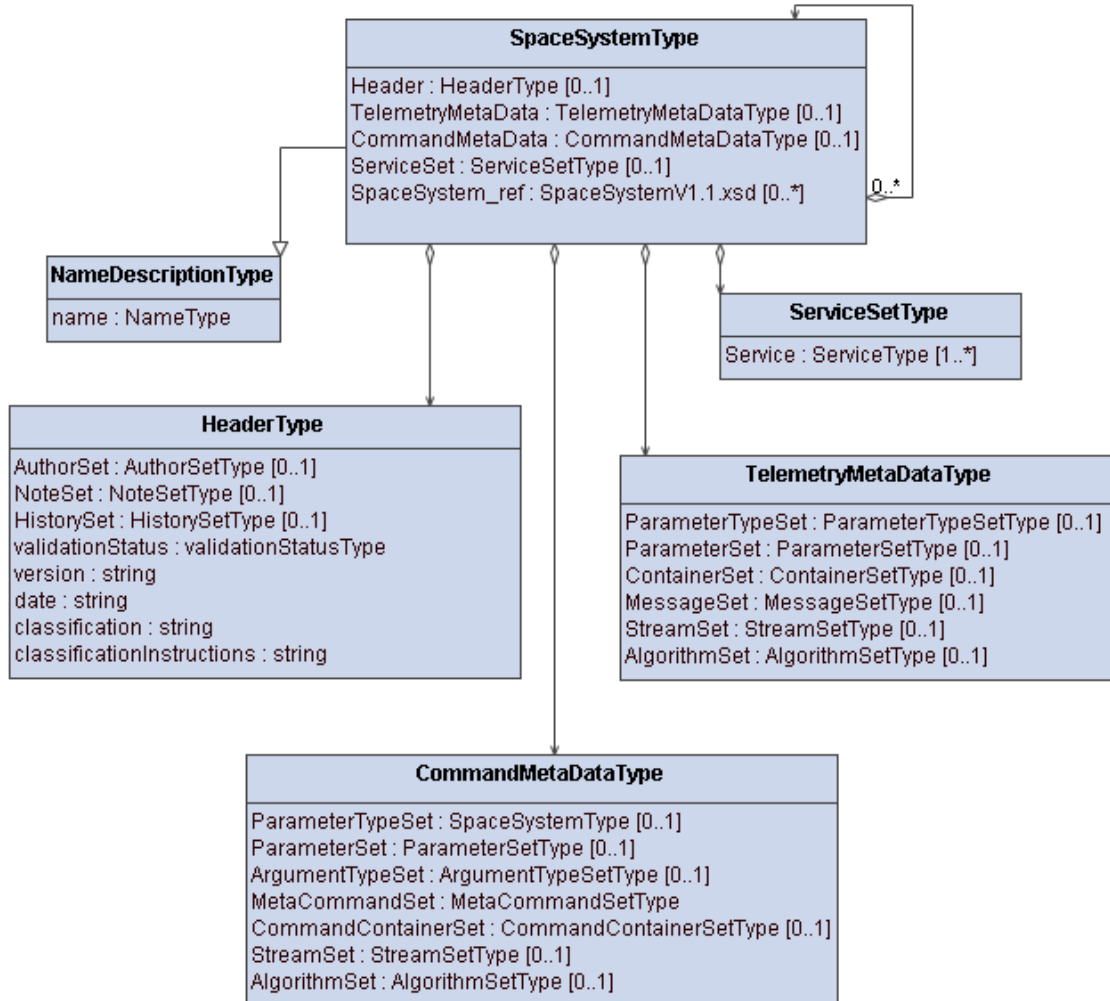 SpaceSystemType
Header : HeaderType [0..1]
TelemetryMetaData : TelemetryMetaDataType [0..1]
CommandMetaData : CommandMetaDataType [0..1]
ServiceSet : ServiceSetType [0..1]
SpaceSystem_ref : SpaceSystemV1.1.xsd [0..*]
0..*
NameDescriptionType
name : NameType
ServiceSetType
Service : ServiceType [1..*]
HeaderType
AuthorSet : AuthorSetType [0..1]
NoteSet : NoteSetType [0..1]
HistorySet : HistorySetType [0..1]
validationStatus : validationStatusType
version : string
date : string
classification : string
classificationInstructions : string
TelemetryMetaDataType
ParameterTypeSet : ParameterTypeSetType [0..1]
ParameterSet : ParameterSetType [0..1]
ContainerSet : ContainerSetType [0..1]
MessageSet : MessageSetType [0..1]
StreamSet : StreamSetType [0..1]
AlgorithmSet : AlgorithmSetType [0..1]
CommandMetaDataType
ParameterTypeSet : SpaceSystemType [0..1]
ParameterSet : ParameterSetType [0..1]
ArgumentTypeSet : ArgumentTypeSetType [0..1]
MetaCommandSet : MetaCommandSetType
CommandContainerSet : CommandContainerSetType [0..1]
StreamSet : StreamSetType [0..1]
AlgorithmSet : AlgorithmSetType [0..1]